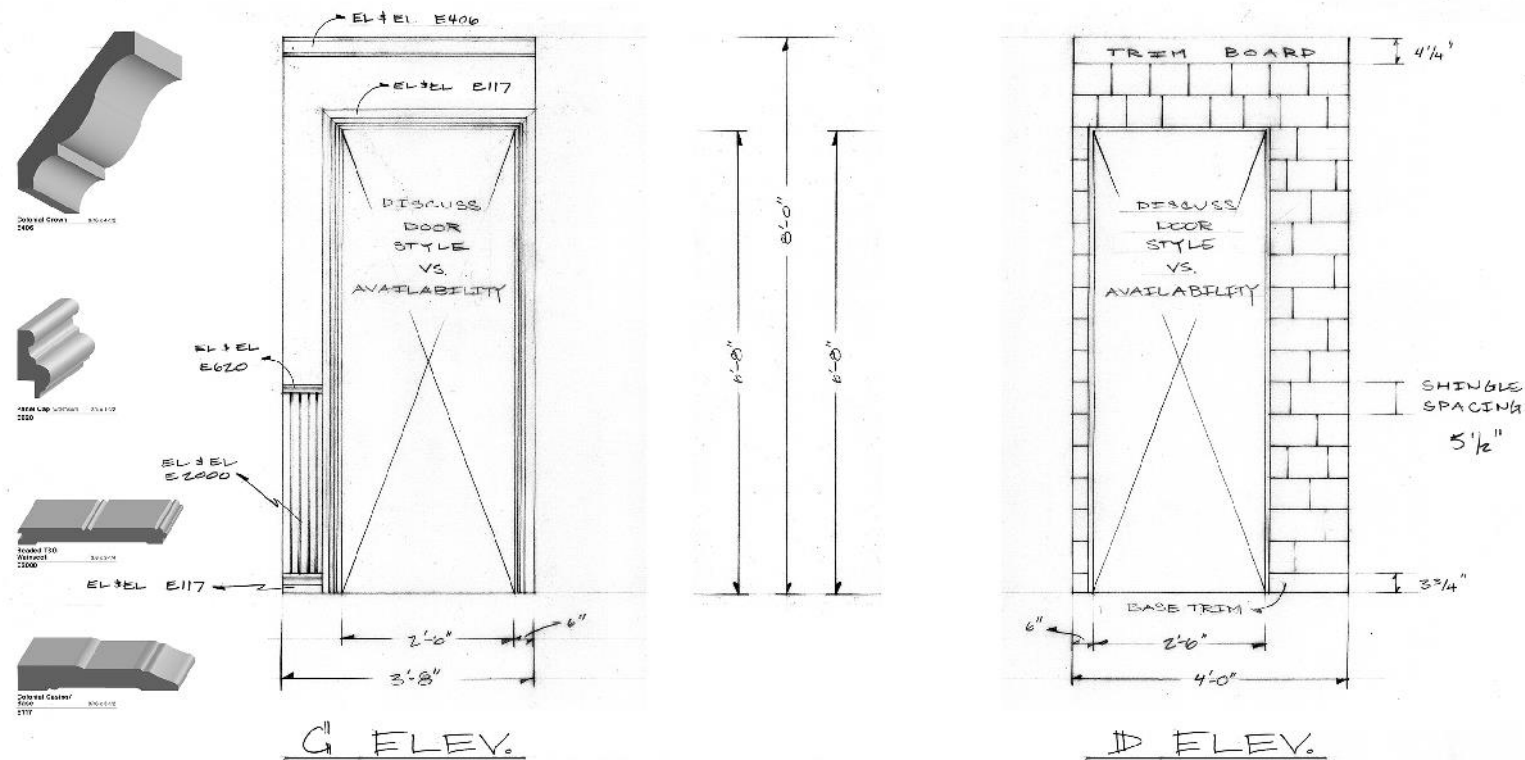 EL & EL E406
EL & EL E117
DISCUSS
DOOR
STYLE
VS.
AVAILABILITY
EL & EL
E620
EL & EL
E2000
EL & EL E117
2'-6"
6"
3'-8"
C ELEV.
6'-8"
8'-0"
6'-8"
TRIM BOARD
4 1/4"
DISCUSS
DOOR
STYLE
VS.
AVAILABILITY
SHINGLE
SPACING
5 1/2"
3 3/4"
BASE TRIM
6"
2'-6"
4'-0"
D ELEV.
Colonial Crown
E406
Panel Cap
E620
Beaded T&G
Wainscot
E2000
Colonial Casing/
Base
E117